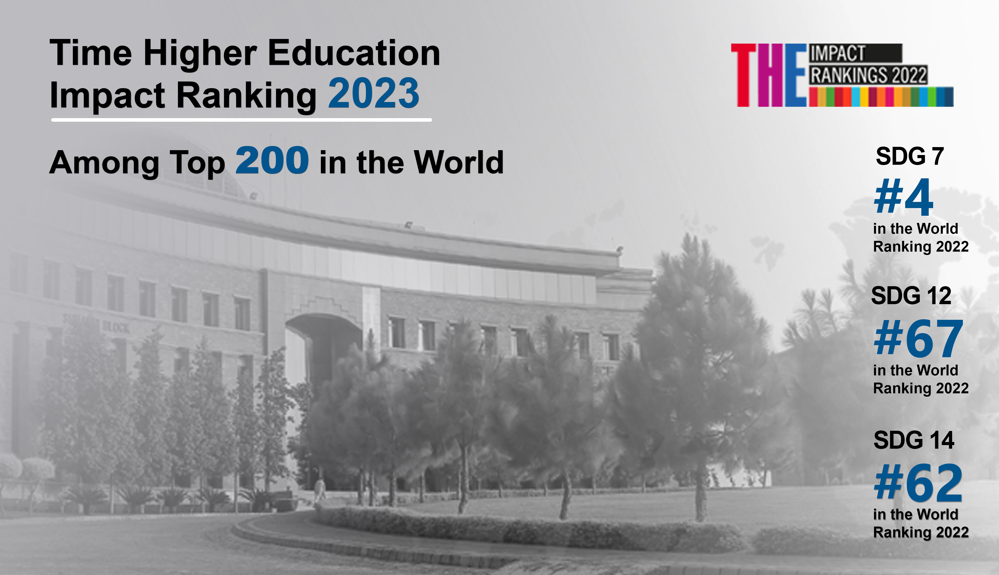 Time Higher Education
Impact Ranking 2023
Among Top 200 in the World
THE IMPACT
RANKINGS 2022
SDG 7
#4
in the World
Ranking 2022
SDG 12
#67
in the World
Ranking 2022
SDG 14
#62
in the World
Ranking 2022
BLOCK